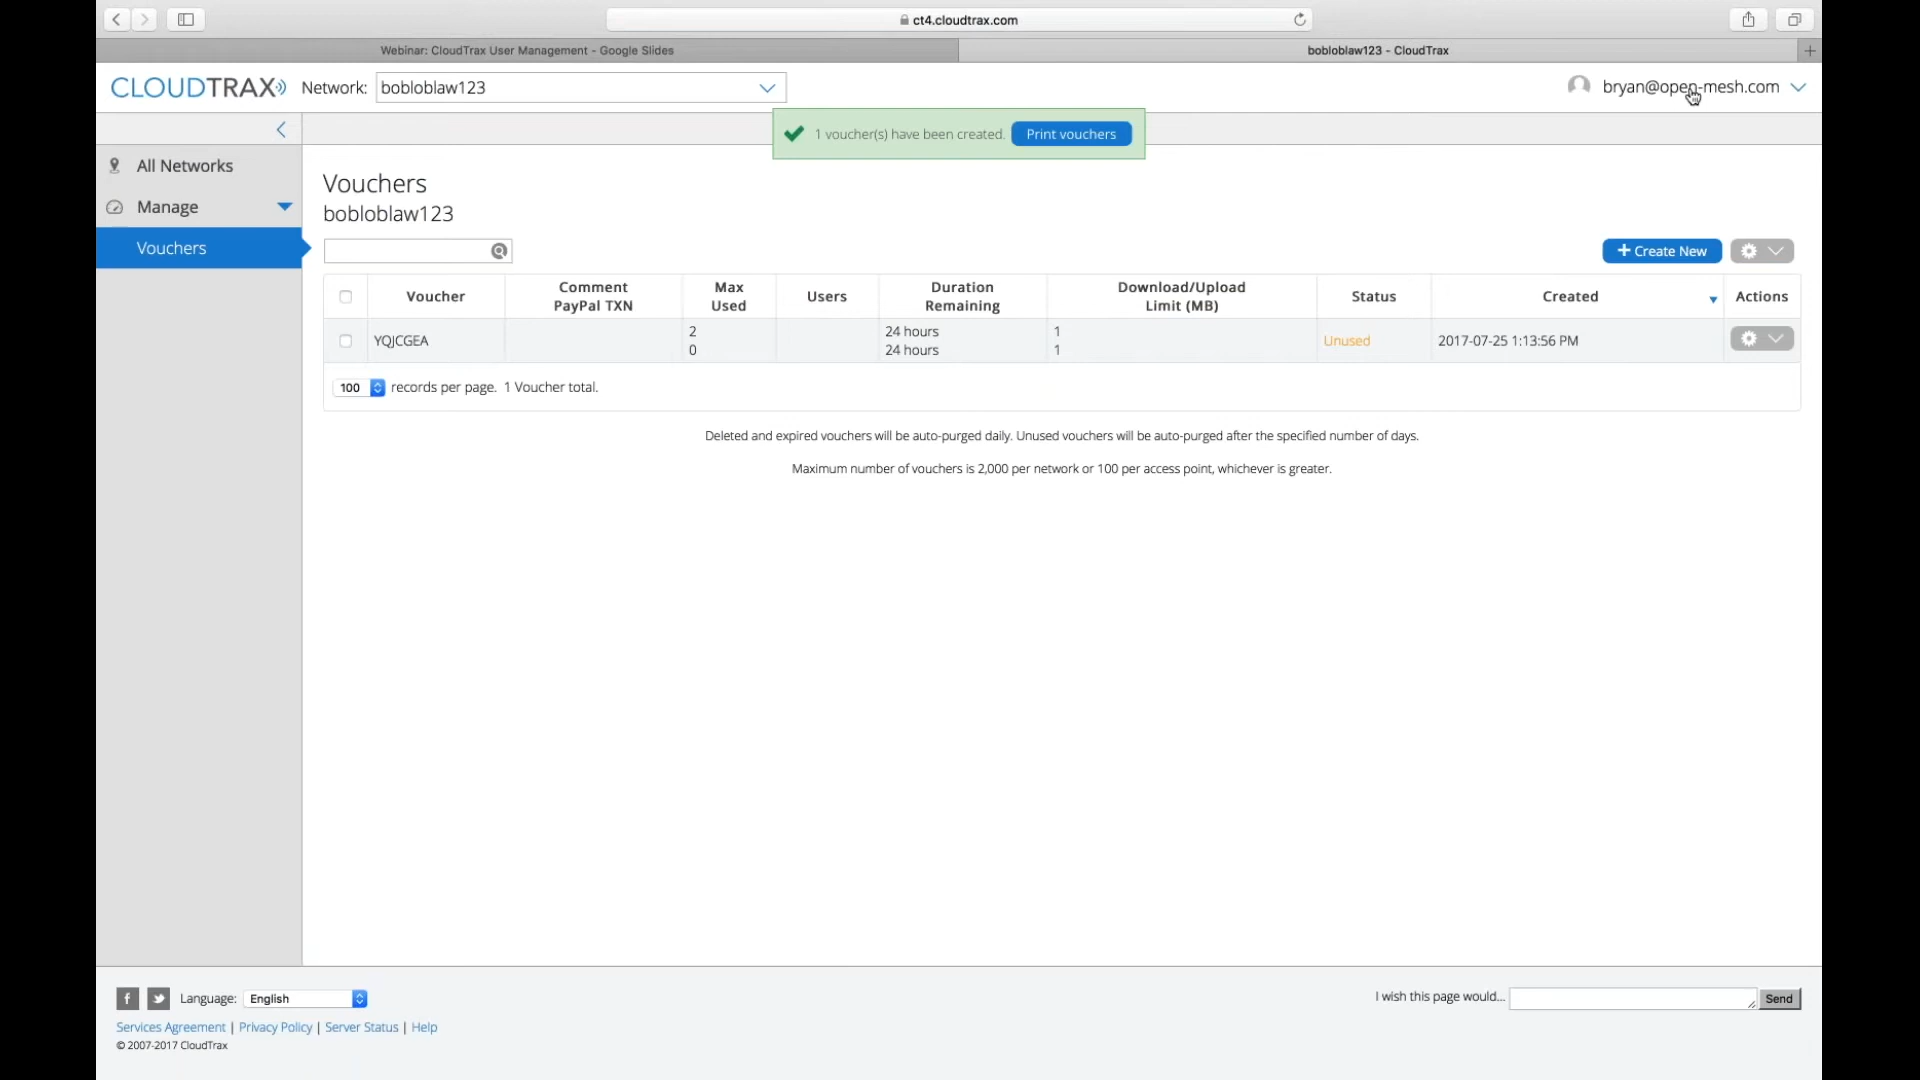 ct4.cloudtrax.com
Webinar: CloudTrax User Management - Google Slides
bobloblaw123 - CloudTrax
CLOUDTRAX
Network:
bobloblaw123
bryan@open-mesh.com
1 voucher(s) have been created.
Print vouchers
All Networks
Manage
Vouchers
Vouchers
bobloblaw123
Create New
Voucher
Comment
PayPal TXN
Max
Used
Users
Duration
Remaining
Download/Upload
Limit (MB)
Status
Created
Actions
YQJCGEA
2
0
24 hours
24 hours
1
1
Unused
2017-07-25 1:13:56 PM
100 records per page. 1 Voucher total.
Deleted and expired vouchers will be auto-purged daily. Unused vouchers will be auto-purged after the specified number of days.
Maximum number of vouchers is 2,000 per network or 100 per access point, whichever is greater.
Language: English
I wish this page would...
Send
Services Agreement | Privacy Policy | Server Status | Help
© 2007-2017 CloudTrax